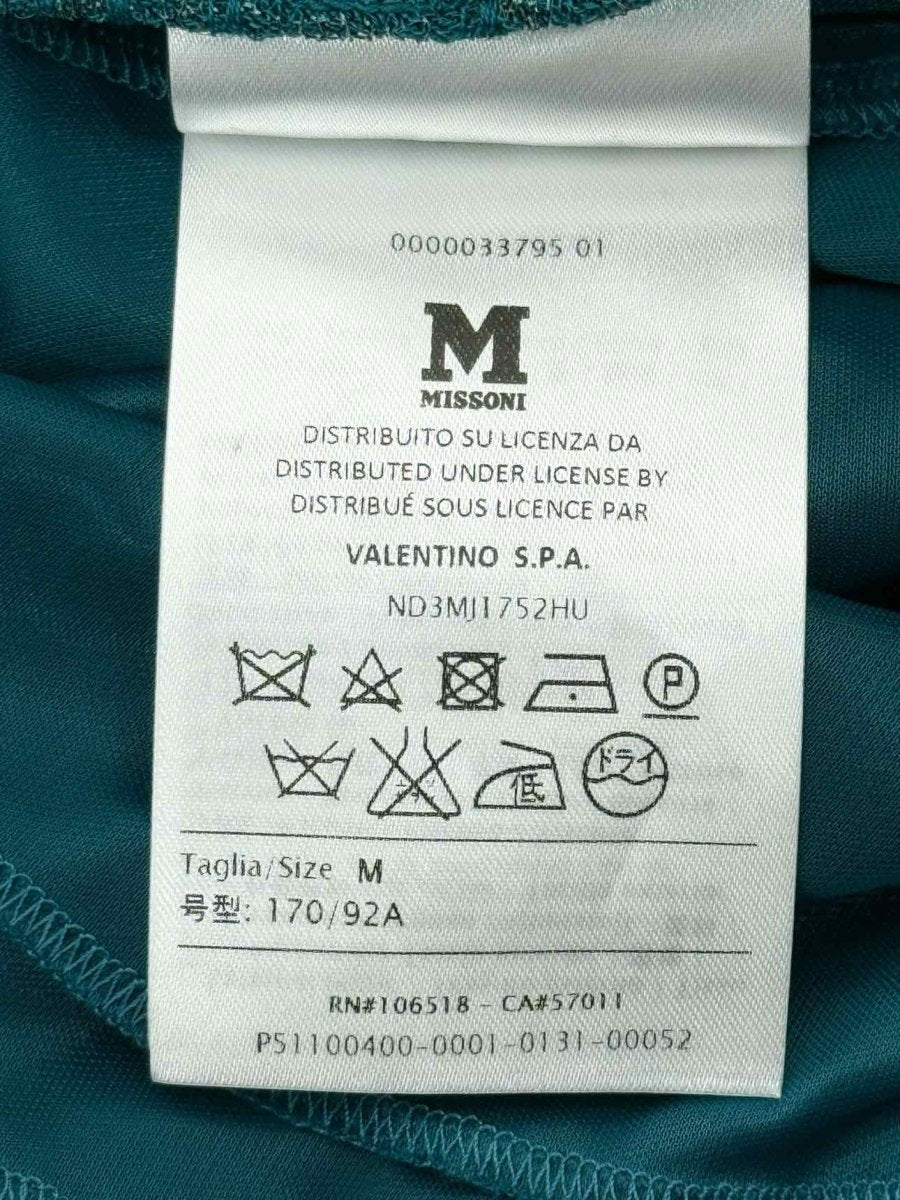 0000033795 01
M
MISSONI
DISTRIBUITO SU LICENZA DA
DISTRIBUTED UNDER LICENSE BY
DISTRIBUÉ SOUS LICENCE PAR
VALENTINO S.P.A.
ND3MJ1752HU
P
低 ドライ
Taglia/Size M
号型: 170/92A
RN#106518 - CA#57011
P51100400-0001-0131-00052